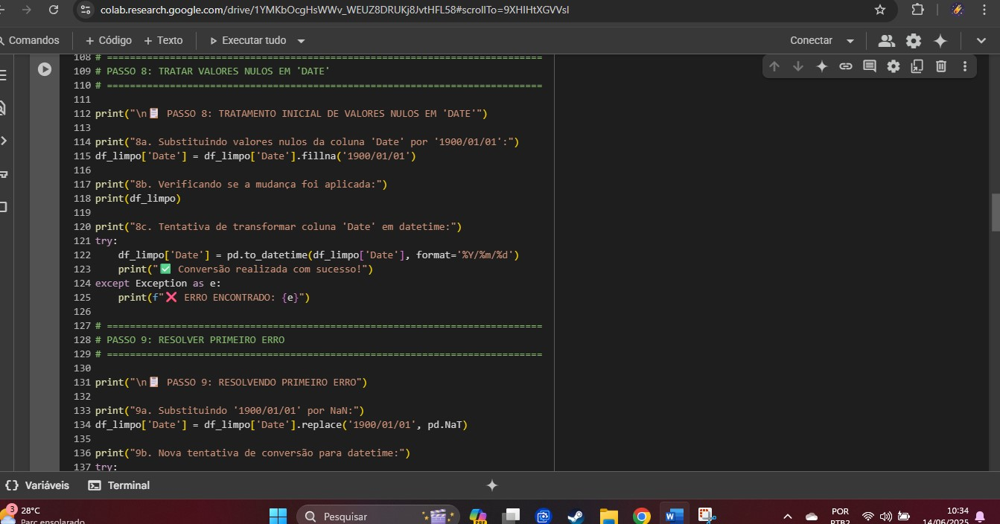 colab.research.google.com/drive/1YMKbOcgHsWWv_WEUZ8DRUKj8JvtHFL58#scrollTo=9XHIHtXGVVsl
Comandos + Código + Texto Executar tudo Conectar
108 # ===========================================================================
109 # PASSO 8: TRATAR VALORES NULOS EM 'DATE'
110 # ===========================================================================
111
112 print("\n📋 PASSO 8: TRATAMENTO INICIAL DE VALORES NULOS EM 'DATE'")
113
114 print("8a. Substituindo valores nulos da coluna 'Date' por '1900/01/01':")
115 df_limpo['Date'] = df_limpo['Date'].fillna('1900/01/01')
116
117 print("8b. Verificando se a mudança foi aplicada:")
118 print(df_limpo)
119
120 print("8c. Tentativa de transformar coluna 'Date' em datetime:")
121 try:
122     df_limpo['Date'] = pd.to_datetime(df_limpo['Date'], format='%Y/%m/%d')
123     print("✅ Conversão realizada com sucesso!")
124 except Exception as e:
125     print(f"❌ ERRO ENCONTRADO: {e}")
126
127 # ===========================================================================
128 # PASSO 9: RESOLVER PRIMEIRO ERRO
129 # ===========================================================================
130
131 print("\n📋 PASSO 9: RESOLVENDO PRIMEIRO ERRO")
132
133 print("9a. Substituindo '1900/01/01' por NaN:")
134 df_limpo['Date'] = df_limpo['Date'].replace('1900/01/01', pd.NaT)
135
136 print("9b. Nova tentativa de conversão para datetime:")
137 try:
{} Variáveis Terminal
3 28°C
Parc ensolarado
Pesquisar
PRE
POR
PTB2
10:34
14/06/2025